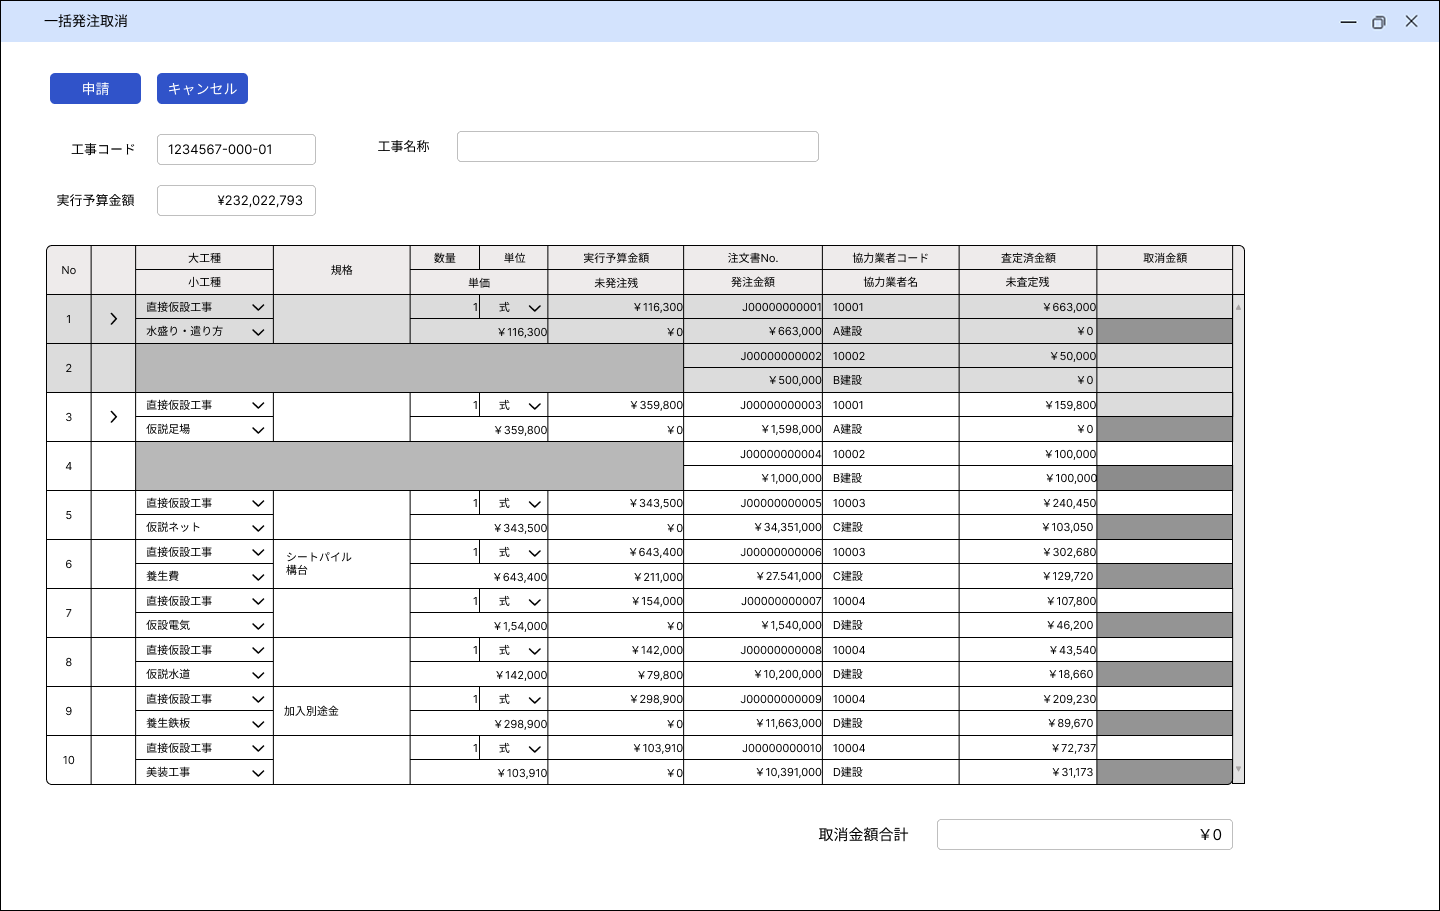 一括発注取消
申請 キャンセル
工事コード 1234567-000-01 工事名称
実行予算金額 ¥232,022,793
No 大工種 規格 数量 単位 実行予算金額 注文書No. 協力業者コード 査定済金額 取消金額
小工種 単価 未発注残 発注金額 協力業者名 未査定残
1 直接仮設工事 1 式 ¥116,300 J00000000001 10001 ¥663,000
水盛り・遣り方 ¥116,300 ¥0 ¥663,000 A建設 ¥0
2 J00000000002 10002 ¥50,000
¥500,000 B建設 ¥0
3 直接仮設工事 1 式 ¥359,800 J00000000003 10001 ¥159,800
仮説足場 ¥359,800 ¥0 ¥1,598,000 A建設 ¥0
4 J00000000004 10002 ¥100,000
¥1,000,000 B建設 ¥100,000
5 直接仮設工事 1 式 ¥343,500 J00000000005 10003 ¥240,450
仮説ネット ¥343,500 ¥0 ¥34,351,000 C建設 ¥103,050
6 直接仮設工事 シートパイル 1 式 ¥643,400 J00000000006 10003 ¥302,680
養生費 構台 ¥643,400 ¥211,000 ¥27.541,000 C建設 ¥129,720
7 直接仮設工事 1 式 ¥154,000 J00000000007 10004 ¥107,800
仮設電気 ¥1,54,000 ¥0 ¥1,540,000 D建設 ¥46,200
8 直接仮設工事 1 式 ¥142,000 J00000000008 10004 ¥43,540
仮説水道 ¥142,000 ¥79,800 ¥10,200,000 D建設 ¥18,660
9 直接仮設工事 加入別途金 1 式 ¥298,900 J00000000009 10004 ¥209,230
養生鉄板 ¥298,900 ¥0 ¥11,663,000 D建設 ¥89,670
10 直接仮設工事 1 式 ¥103,910 J00000000010 10004 ¥72,737
美装工事 ¥103,910 ¥0 ¥10,391,000 D建設 ¥31,173
取消金額合計 ¥0